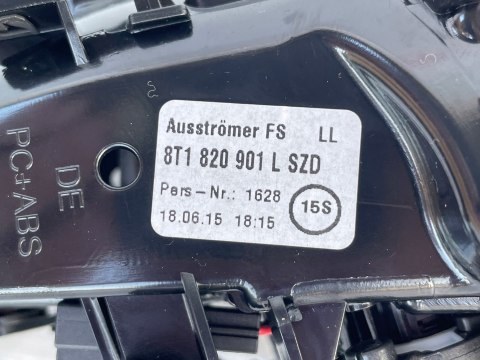 Ausströmer FS LL
8T1 820 901 L SZD
Pers-Nr.: 1628
18.06.15 18:15
15S
DE
PC+ABS